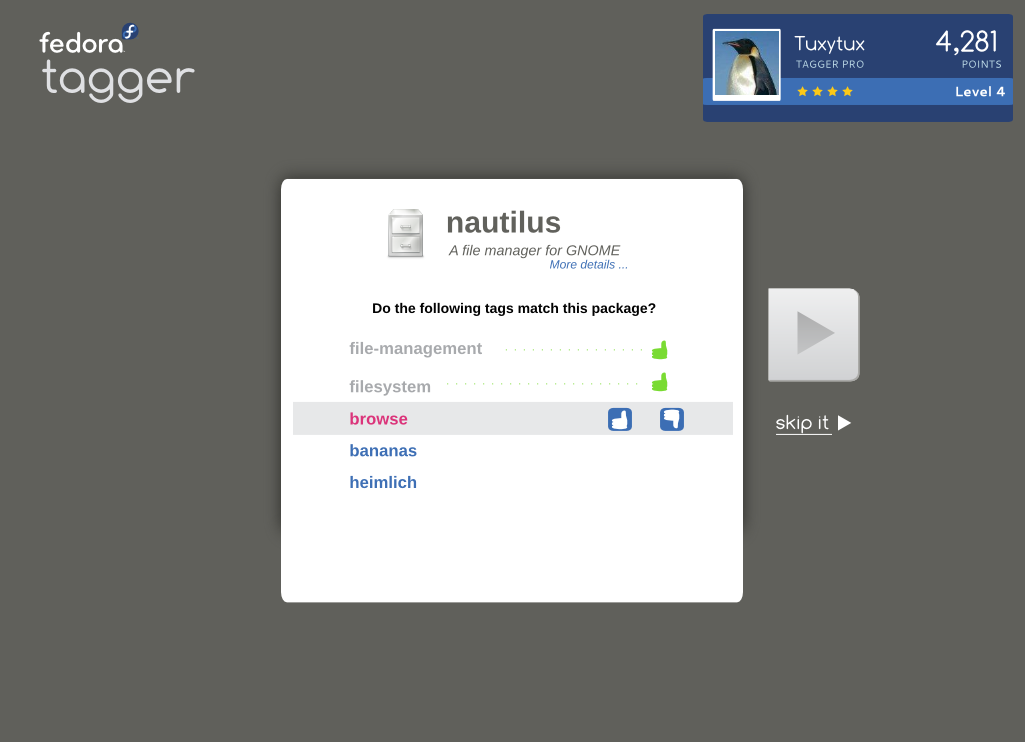 fedora
tagger
Tuxytux
4,281
TAGGER PRO
POINTS
Level 4
nautilus
A file manager for GNOME
More details ...
Do the following tags match this package?
file-management
filesystem
browse
bananas
heimlich
skip it